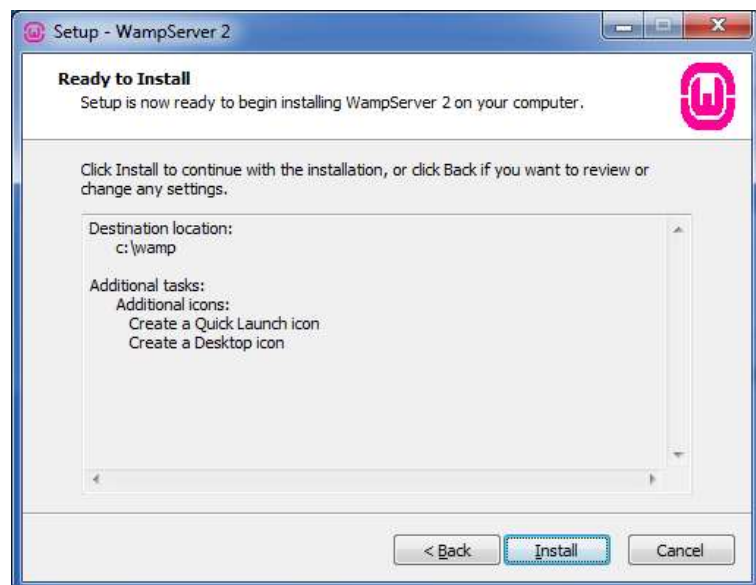 Setup - WampServer 2
Ready to Install
Setup is now ready to begin installing WampServer 2 on your computer.
Click Install to continue with the installation, or click Back if you want to review or
change any settings.
Destination location:
c:\wamp
Additional tasks:
Additional icons:
Create a Quick Launch icon
Create a Desktop icon
< Back
Install
Cancel